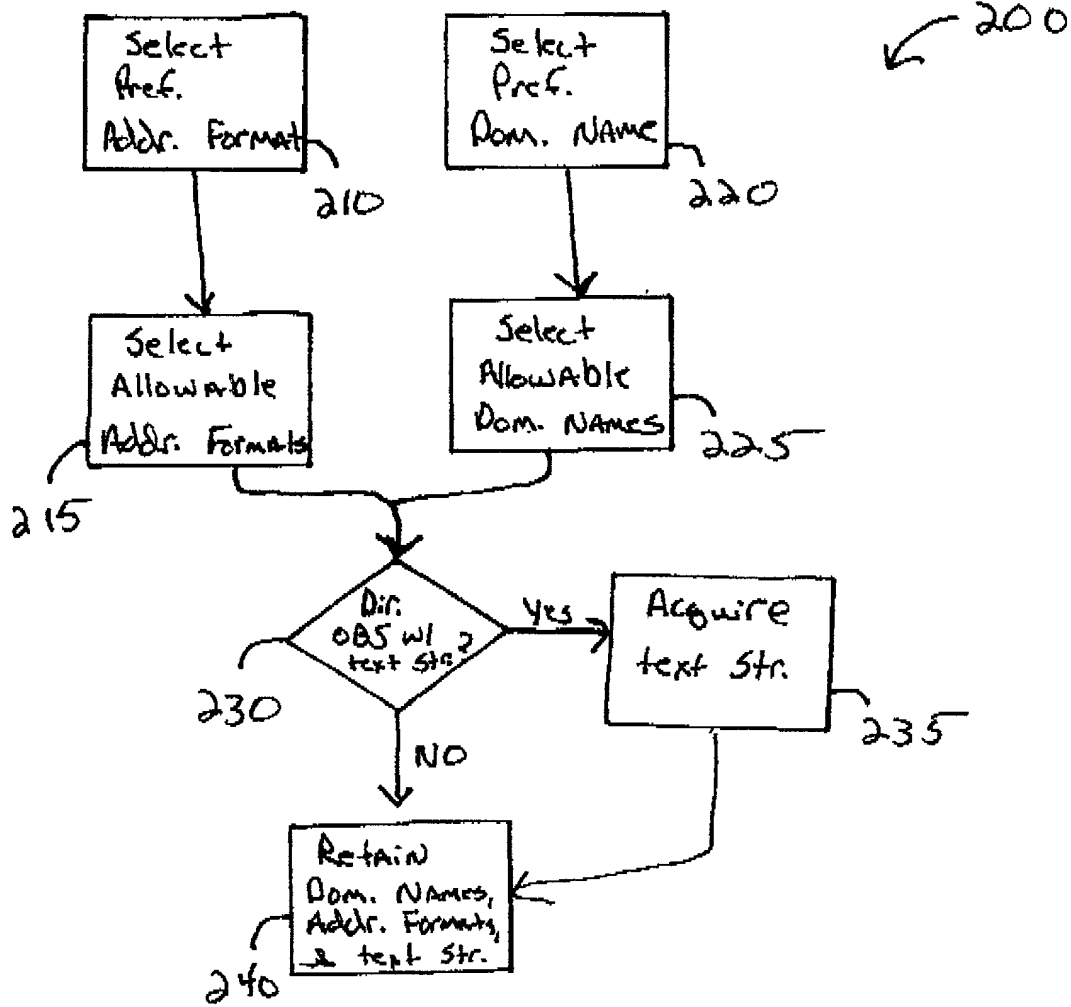 200
Select
Pref.
Addr. Format
210
Select
Pref.
Dom. Name
220
Select
Allowable
Addr. Formats
215
Select
Allowable
Dom. Names
225
Dir.
OBS w/
text str.?
230
Yes
Acquire
text str.
235
NO
Retain
Dom. Names,
Addr. Formats,
& text str.
240